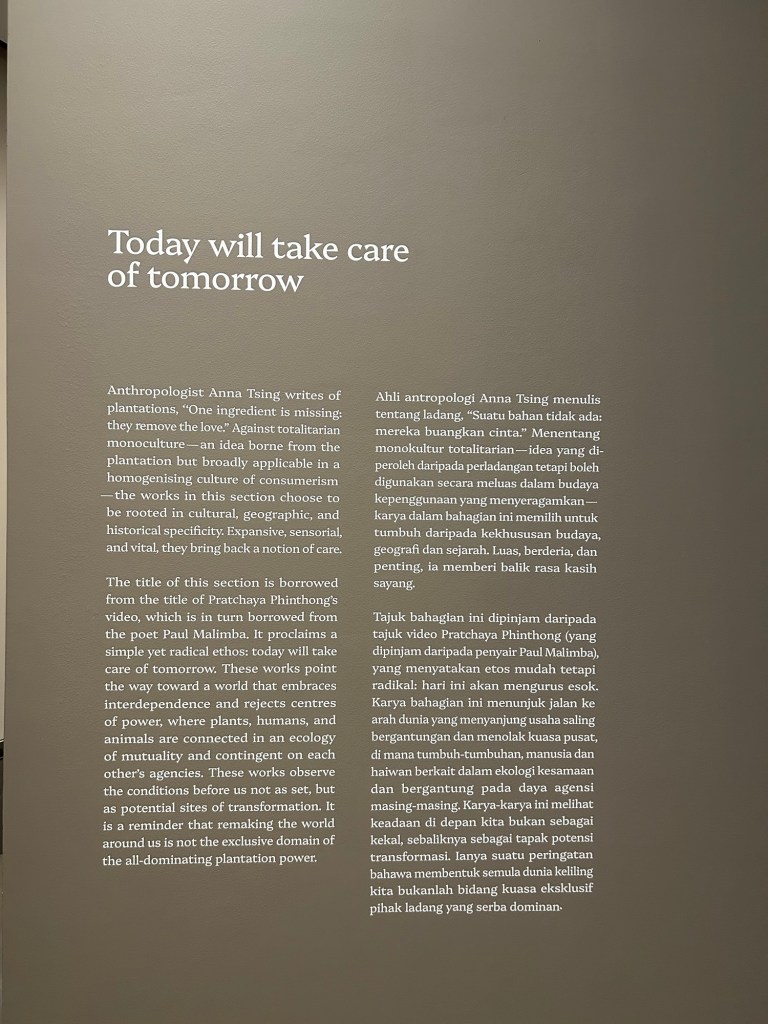 Today will take care
of tomorrow
Anthropologist Anna Tsing writes of
plantations, “One ingredient is missing:
they remove the love.” Against totalitarian
monoculture—an idea borne from the
plantation but broadly applicable in a
homogenising culture of consumerism
—the works in this section choose to
be rooted in cultural, geographic, and
historical specificity. Expansive, sensorial,
and vital, they bring back a notion of care.
The title of this section is borrowed
from the title of Pratchaya Phinthong’s
video, which is in turn borrowed from
the poet Paul Malimba. It proclaims a
simple yet radical ethos: today will take
care of tomorrow. These works point
the way toward a world that embraces
interdependence and rejects centres
of power, where plants, humans, and
animals are connected in an ecology
of mutuality and contingent on each
other’s agencies. These works observe
the conditions before us not as set, but
as potential sites of transformation. It
is a reminder that remaking the world
around us is not the exclusive domain of
the all-dominating plantation power.
Ahli antropologi Anna Tsing menulis
tentang ladang, “Suatu bahan tidak ada:
mereka buangkan cinta.” Menentang
monokultur totalitarian—idea yang di-
peroleh daripada perladangan tetapi boleh
digunakan secara meluas dalam budaya
kepenggunaan yang menyeragamkan—
karya dalam bahagian ini memilih untuk
tumbuh daripada kekhususan budaya,
geografi dan sejarah. Luas, berderia, dan
penting, ia memberi balik rasa kasih
sayang.
Tajuk bahagian ini dipinjam daripada
tajuk video Pratchaya Phinthong (yang
dipinjam daripada penyair Paul Malimba),
yang menyatakan etos mudah tetapi
radikal: hari ini akan mengurus esok.
Karya bahagian ini menunjuk jalan ke
arah dunia yang menyanjung usaha saling
bergantungan dan menolak kuasa pusat,
di mana tumbuh-tumbuhan, manusia dan
haiwan berkait dalam ekologi kesamaan
dan bergantung pada daya agensi
masing-masing. Karya-karya ini melihat
keadaan di depan kita bukan sebagai
kekal, sebaliknya sebagai tapak potensi
transformasi. Ianya suatu peringatan
bahawa membentuk semula dunia keliling
kita bukanlah bidang kuasa eksklusif
pihak ladang yang serba dominan.